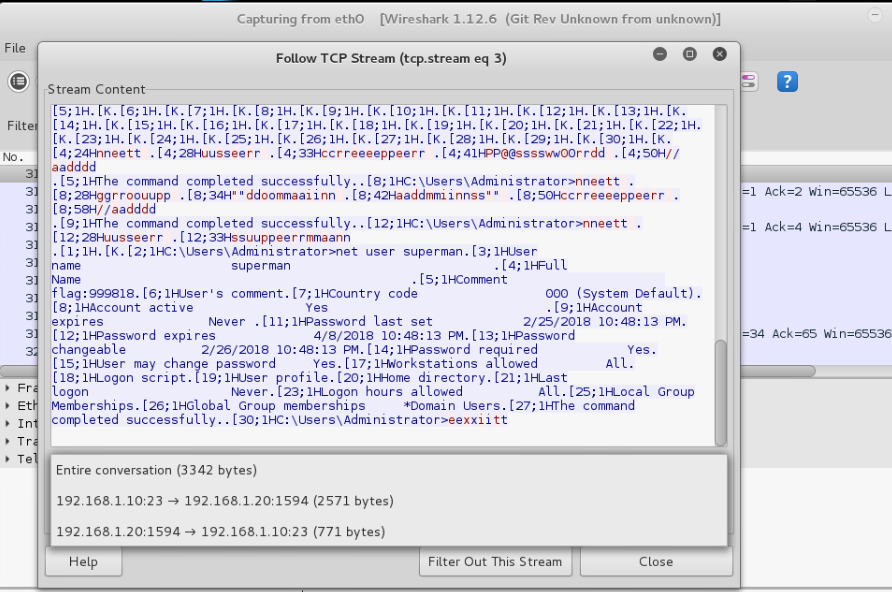 Capturing from eth0 [Wireshark 1.12.6 (Git Rev Unknown from unknown)]
File
Follow TCP Stream (tcp.stream eq 3)
Stream Content
Filter
No.
[5;1H.[K.[6;1H.[K.[7;1H.[K.[8;1H.[K.[9;1H.[K.[10;1H.[K.[11;1H.[K.[12;1H.[K.[13;1H.[K.
[14;1H.[K.[15;1H.[K.[16;1H.[K.[17;1H.[K.[18;1H.[K.[19;1H.[K.[20;1H.[K.[21;1H.[K.[22;1H.
[K.[23;1H.[K.[24;1H.[K.[25;1H.[K.[26;1H.[K.[27;1H.[K.[28;1H.[K.[29;1H.[K.[30;1H.[K.
[4;24Hnneett .[4;28Huusseerr .[4;33Hccrreeeeppeerr .[4;41HPP@@sssswwOOrrdd .[4;50H//
aadddd
.[5;1HThe command completed successfully..[8;1HC:\Users\Administrator>nneett .
[8;28Hggrroouupp .[8;34H""ddoommaaiinn .[8;42Haaddmmiinnss"" .[8;50Hccrreeeeppeerr .
[8;58H//aadddd
.[9;1HThe command completed successfully..[12;1HC:\Users\Administrator>nneett .
[12;28Huusseerr .[12;33Hssuuppeerrmmaann
.[1;1H.[K.[2;1HC:\Users\Administrator>net user superman.[3;1HUser
name superman .[4;1HFull
Name .[5;1HComment
flag:999818.[6;1HUser's comment.[7;1HCountry code 000 (System Default).
[8;1HAccount active Yes .[9;1HAccount
expires Never .[11;1HPassword last set 2/25/2018 10:48:13 PM.
[12;1HPassword expires 4/8/2018 10:48:13 PM.[13;1HPassword
changeable 2/26/2018 10:48:13 PM.[14;1HPassword required Yes.
[15;1HUser may change password Yes.[17;1HWorkstations allowed All.
[18;1HLogon script.[19;1HUser profile.[20;1HHome directory.[21;1HLast
logon Never.[23;1HLogon hours allowed All.[25;1HLocal Group
Memberships.[26;1HGlobal Group memberships *Domain Users.[27;1HThe command
completed successfully..[30;1HC:\Users\Administrator>eexxiitt
=1 Ack=2 Win=65536 L
=1 Ack=4 Win=65536 L
=34 Ack=65 Win=65536
Fra
Eth
Int
Tra
Tel
Entire conversation (3342 bytes)
192.168.1.10:23 → 192.168.1.20:1594 (2571 bytes)
192.168.1.20:1594 → 192.168.1.10:23 (771 bytes)
Help
Filter Out This Stream
Close